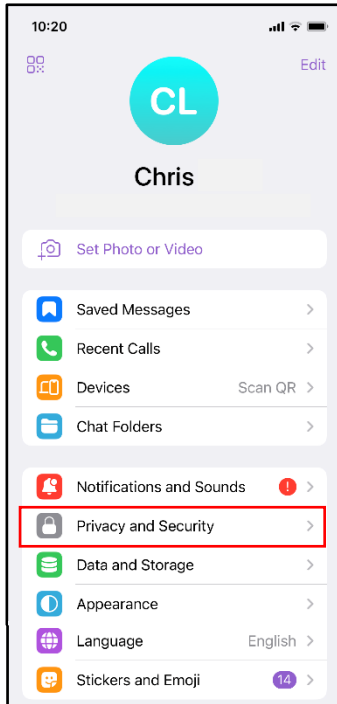 10:20
Edit
CL
Chris
Set Photo or Video
Saved Messages
Recent Calls
Devices Scan QR
Chat Folders
Notifications and Sounds !
Privacy and Security
Data and Storage
Appearance
Language English
Stickers and Emoji 14